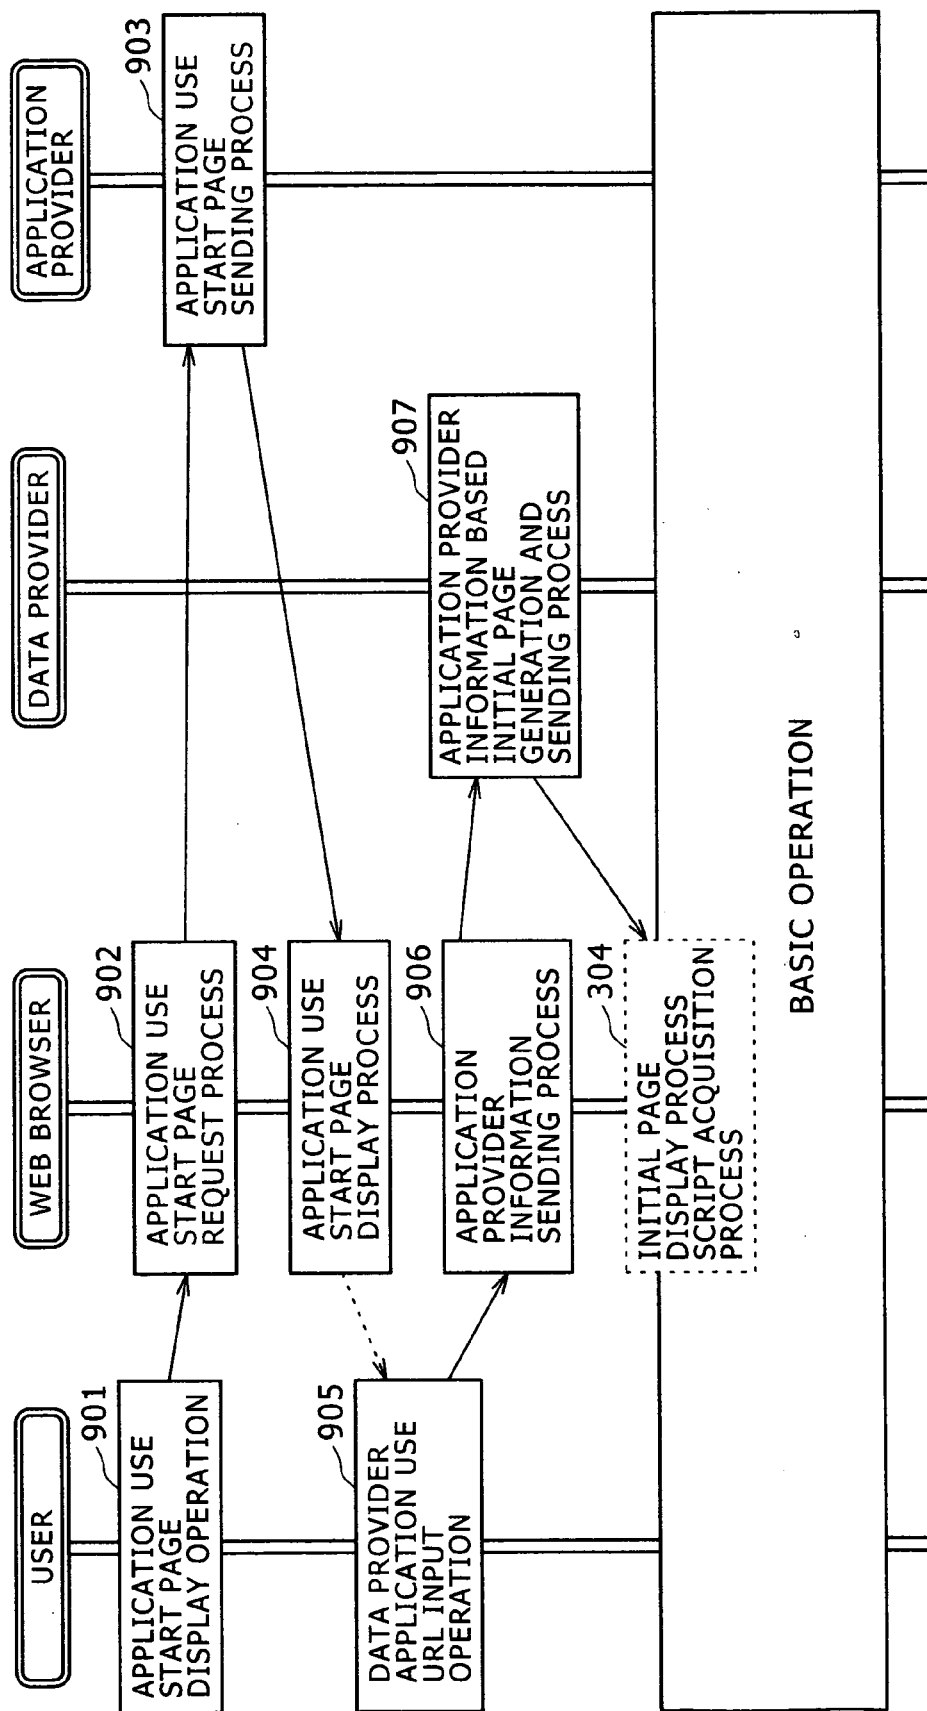 USER
WEB BROWSER
DATA PROVIDER
APPLICATION
PROVIDER
901
APPLICATION USE
START PAGE
DISPLAY OPERATION
902
APPLICATION USE
START PAGE
REQUEST PROCESS
903
APPLICATION USE
START PAGE
SENDING PROCESS
904
APPLICATION USE
START PAGE
DISPLAY PROCESS
905
DATA PROVIDER
APPLICATION USE
URL INPUT
OPERATION
906
APPLICATION
PROVIDER
INFORMATION
SENDING PROCESS
907
APPLICATION PROVIDER
INFORMATION BASED
INITIAL PAGE
GENERATION AND
SENDING PROCESS
304
INITIAL PAGE
DISPLAY PROCESS
SCRIPT ACQUISITION
PROCESS
BASIC OPERATION